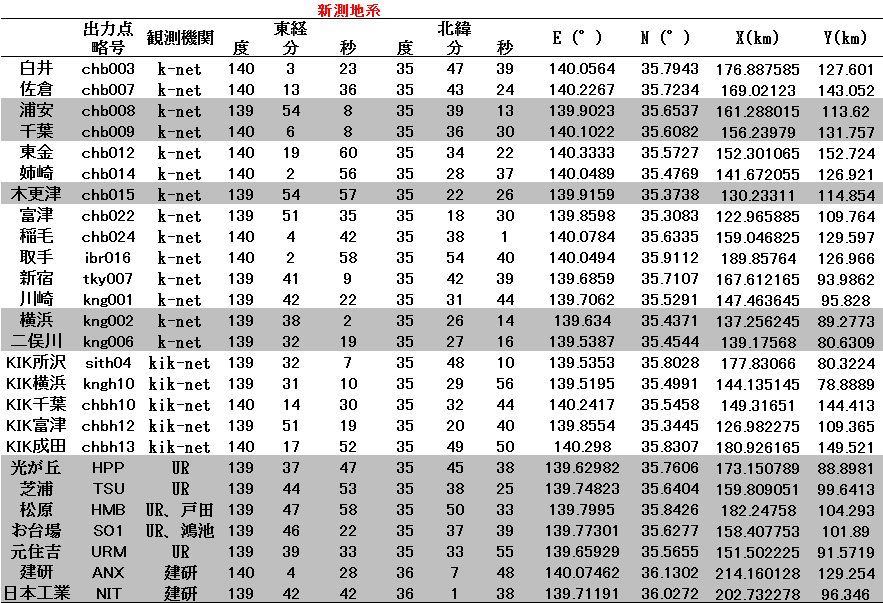 新測地系
出力点略号 観測機関 東経 度 分 秒 北緯 度 分 秒 E(°) N(°) X(km) Y(km)
白井 chb003 k-net 140 3 23 35 47 39 140.0564 35.7943 176.887585 127.601
佐倉 chb007 k-net 140 13 36 35 43 24 140.2267 35.7234 169.02123 143.052
浦安 chb008 k-net 139 54 8 35 39 13 139.9023 35.6537 161.288015 113.62
千葉 chb009 k-net 140 6 8 35 36 30 140.1022 35.6082 156.23979 131.757
東金 chb012 k-net 140 19 60 35 34 22 140.3333 35.5727 152.301065 152.724
姉崎 chb014 k-net 140 2 56 35 28 37 140.0489 35.4769 141.672055 126.921
木更津 chb015 k-net 139 54 57 35 22 26 139.9159 35.3738 130.23311 114.854
富津 chb022 k-net 139 51 35 35 18 30 139.8598 35.3083 122.965885 109.764
稲毛 chb024 k-net 140 4 42 35 38 1 140.0784 35.6335 159.046825 129.597
取手 ibr016 k-net 140 2 58 35 54 40 140.0494 35.9112 189.85764 126.966
新宿 tky007 k-net 139 41 9 35 42 39 139.6859 35.7107 167.612165 93.9862
川崎 kng001 k-net 139 42 22 35 31 44 139.7062 35.5291 147.463645 95.828
横浜 kng002 k-net 139 38 2 35 26 14 139.634 35.4371 137.256245 89.2773
二俣川 kng006 k-net 139 32 19 35 27 16 139.5387 35.4544 139.17568 80.6309
KIK所沢 sith04 kik-net 139 32 7 35 48 10 139.5353 35.8028 177.83066 80.3224
KIK横浜 kngh10 kik-net 139 31 10 35 29 56 139.5195 35.4991 144.135145 78.8889
KIK千葉 chbh10 kik-net 140 14 30 35 32 44 140.2417 35.5458 149.31651 144.413
KIK富津 chbh12 kik-net 139 51 19 35 20 40 139.8554 35.3445 126.982275 109.365
KIK成田 chbh13 kik-net 140 17 52 35 49 50 140.298 35.8307 180.926165 149.521
光が丘 HPP UR 139 37 47 35 45 38 139.62982 35.7606 173.150789 88.8981
芝浦 TSU UR 139 44 53 35 38 25 139.74823 35.6404 159.809051 99.6413
松原 HMB UR、戸田 139 47 58 35 50 33 139.7995 35.8426 182.24758 104.293
お台場 SO1 UR、鴻池 139 46 22 35 37 39 139.77301 35.6277 158.407753 101.89
元住吉 URM UR 139 39 33 35 33 55 139.65929 35.5655 151.502225 91.5719
建研 ANX 建研 140 4 28 36 7 48 140.07462 36.1302 214.160128 129.254
日本工業 NIT 建研 139 42 42 36 1 38 139.71191 36.0272 202.732278 96.346